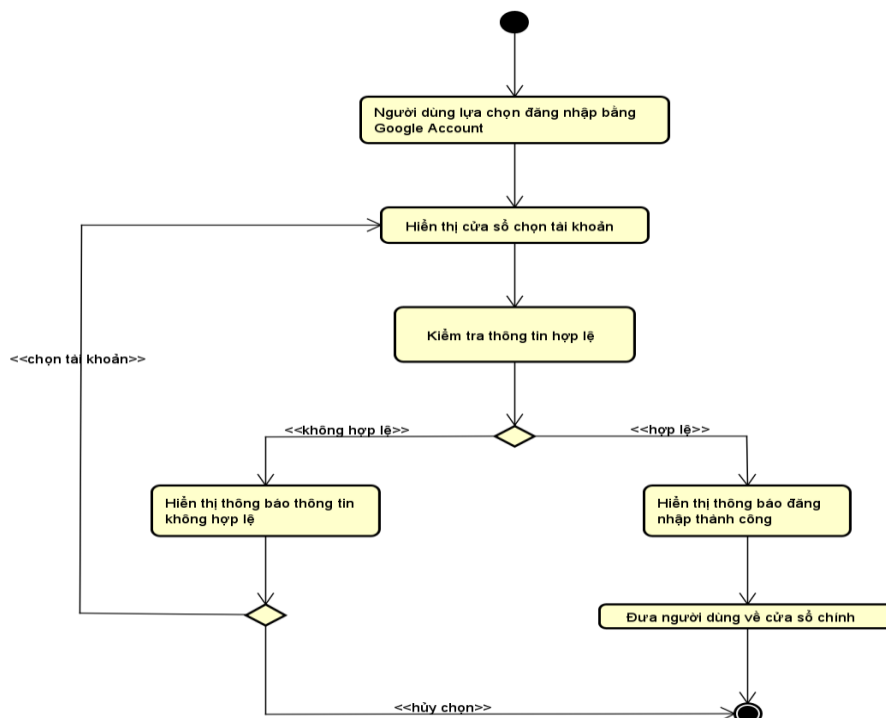 Người dùng lựa chọn đăng nhập bằng
Google Account
Hiển thị cửa sổ chọn tài khoản
Kiểm tra thông tin hợp lệ
<<chọn tài khoản>>
<<không hợp lệ>>
<<hợp lệ>>
Hiển thị thông báo thông tin
không hợp lệ
Hiển thị thông báo đăng
nhập thành công
Đưa người dùng về cửa sổ chính
<<hủy chọn>>